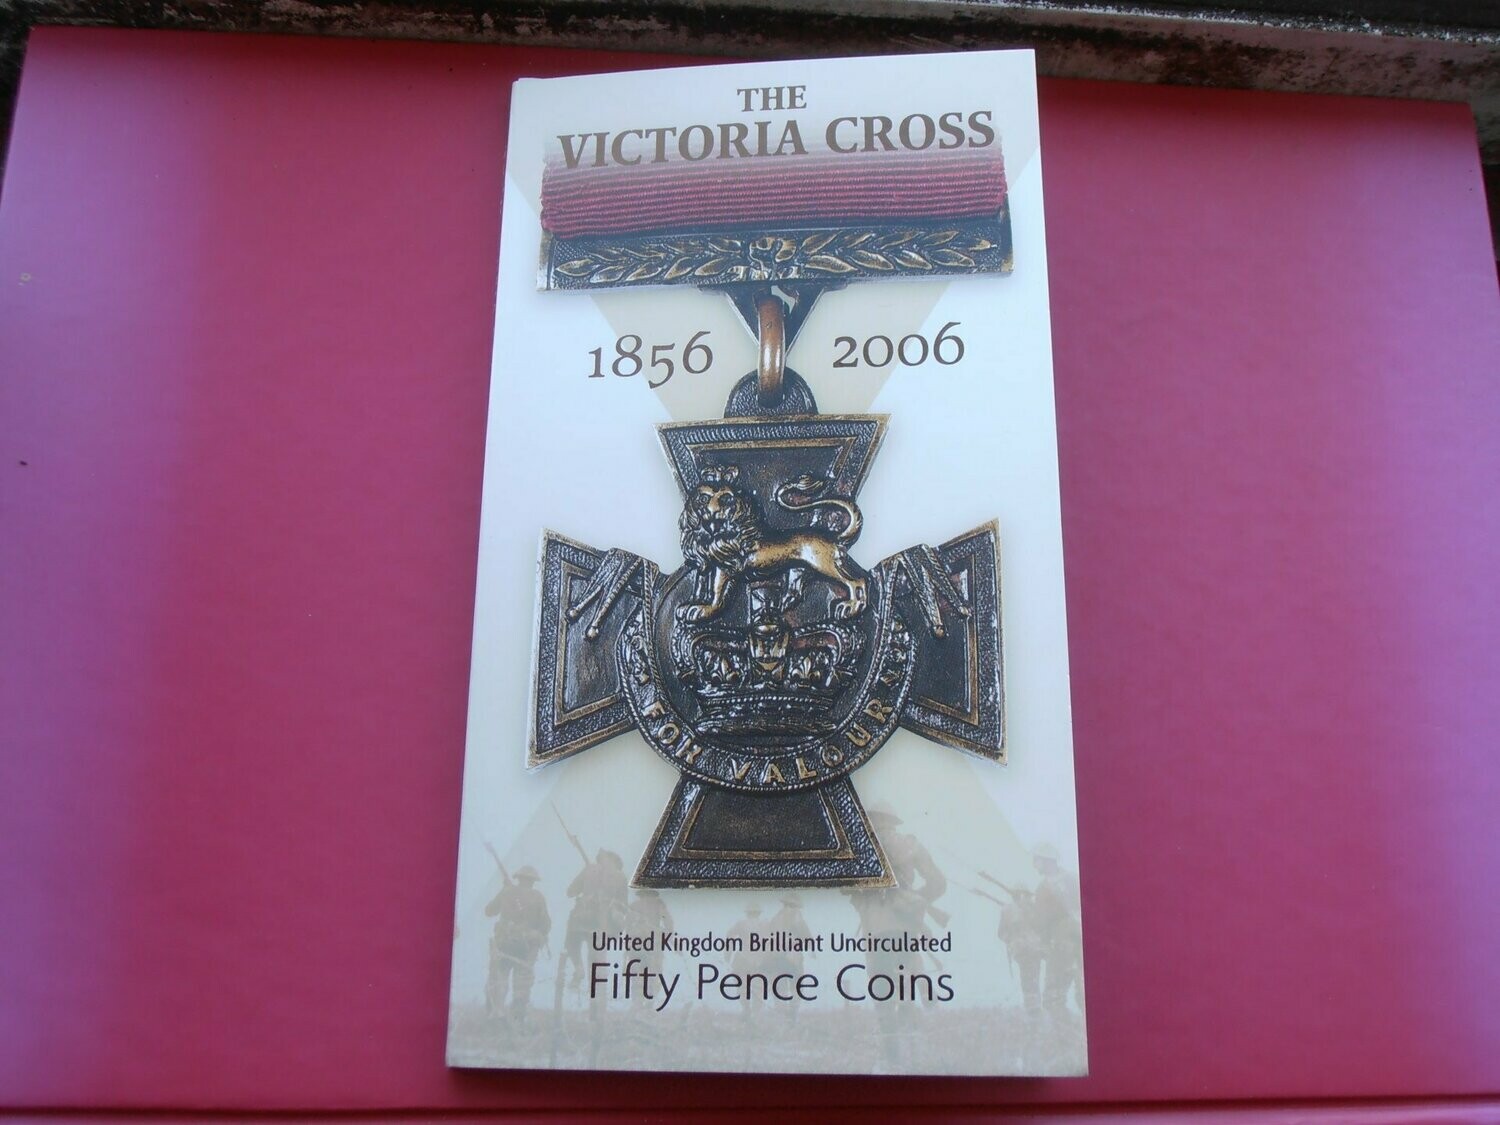 THE
VICTORIA CROSS
1856 2006
FOR VALOUR
United Kingdom Brilliant Uncirculated
Fifty Pence Coins